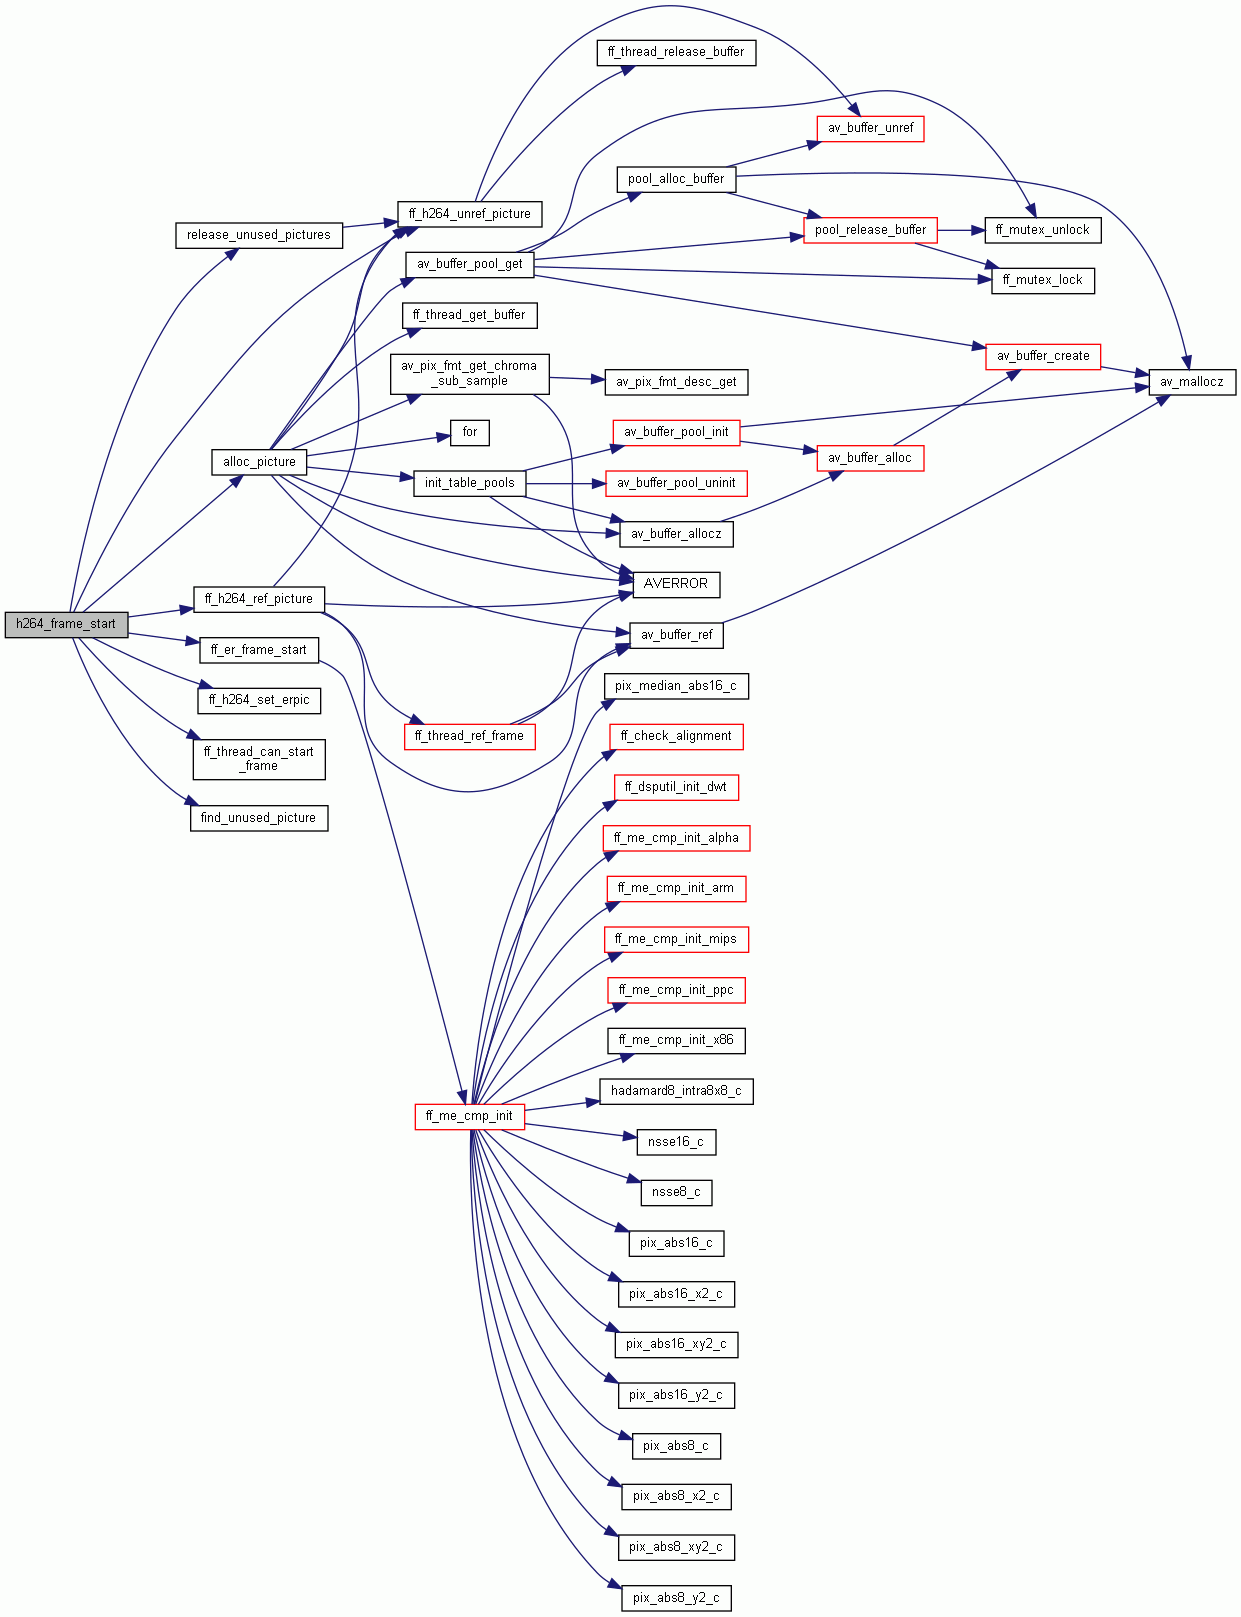 ff_thread_release_buffer
av_buffer_unref
pool_alloc_buffer
ff_h264_unref_picture
release_unused_pictures
pool_release_buffer
ff_mutex_unlock
av_buffer_pool_get
ff_mutex_lock
ff_thread_get_buffer
av_buffer_create
av_pix_fmt_get_chroma
_sub_sample
av_pix_fmt_desc_get
av_mallocz
for
av_buffer_pool_init
alloc_picture
av_buffer_alloc
init_table_pools
av_buffer_pool_uninit
av_buffer_allocz
AVERROR
ff_h264_ref_picture
h264_frame_start
av_buffer_ref
ff_er_frame_start
pix_median_abs16_c
ff_h264_set_erpic
ff_thread_ref_frame
ff_check_alignment
ff_thread_can_start
_frame
ff_dsputil_init_dwt
find_unused_picture
ff_me_cmp_init_alpha
ff_me_cmp_init_arm
ff_me_cmp_init_mips
ff_me_cmp_init_ppc
ff_me_cmp_init_x86
hadamard8_intra8x8_c
ff_me_cmp_init
nsse16_c
nsse8_c
pix_abs16_c
pix_abs16_x2_c
pix_abs16_xy2_c
pix_abs16_y2_c
pix_abs8_c
pix_abs8_x2_c
pix_abs8_xy2_c
pix_abs8_y2_c